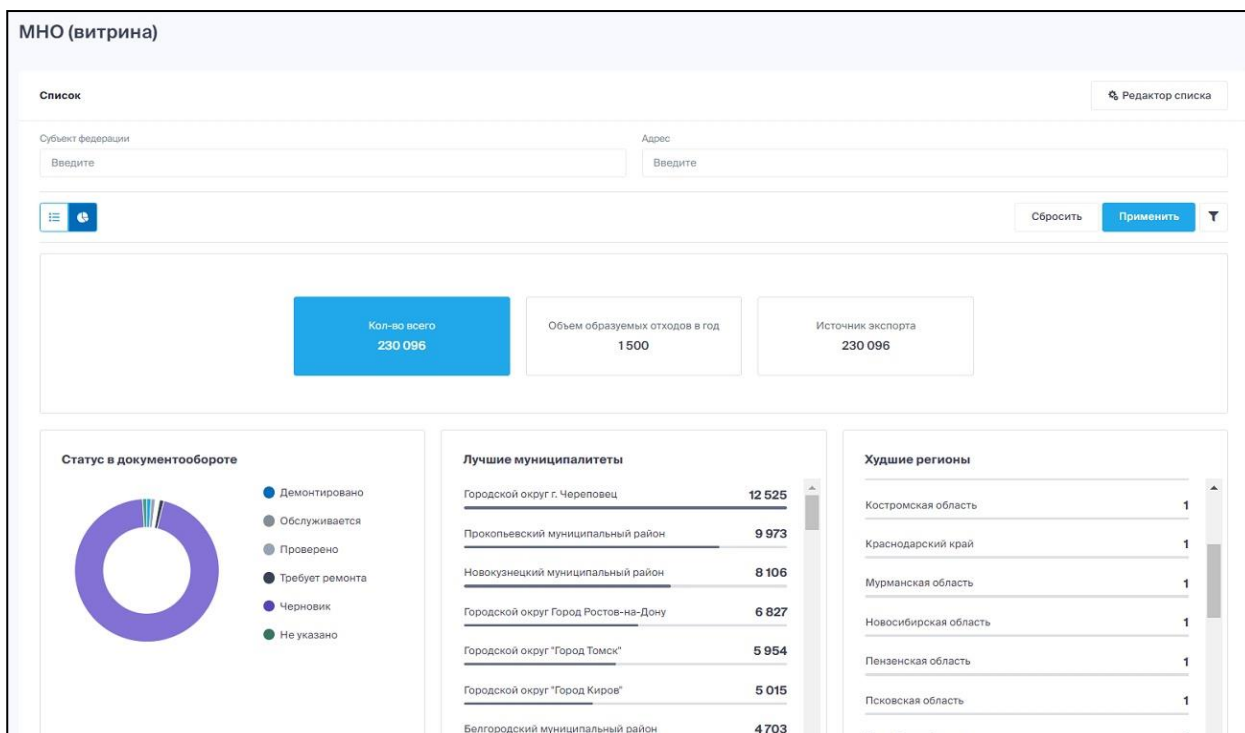 МНО (витрина)
Список
Редактор списка
Субъект федерации
Адрес
Введите
Введите
Сбросить
Применить
Кол-во всего
230 096
Объем образуемых отходов в год
1 500
Источник экспорта
230 096
Статус в документообороте
Демонтировано
Обслуживается
Проверено
Требует ремонта
Черновик
Не указано
Лучшие муниципалитеты
Городской округ г. Череповец 12 525
Прокопьевский муниципальный район 9 973
Новокузнецкий муниципальный район 8 106
Городской округ Город Ростов-на-Дону 6 827
Городской округ "Город Томск" 5 954
Городской округ "Город Киров" 5 015
Белгородский муниципальный район 4 703
Худшие регионы
Костромская область 1
Краснодарский край 1
Мурманская область 1
Новосибирская область 1
Пензенская область 1
Псковская область 1